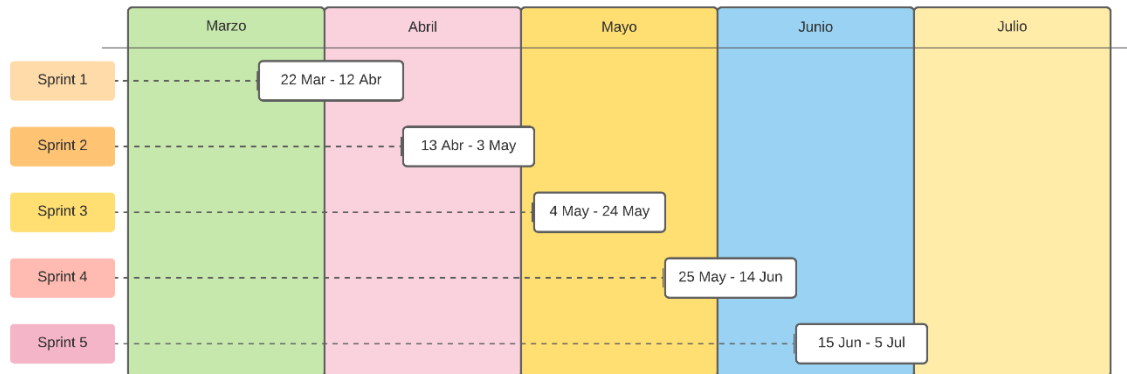 Marzo
Abril
Mayo
Junio
Julio
Sprint 1
22 Mar - 12 Abr
Sprint 2
13 Abr - 3 May
Sprint 3
4 May - 24 May
Sprint 4
25 May - 14 Jun
Sprint 5
15 Jun - 5 Jul